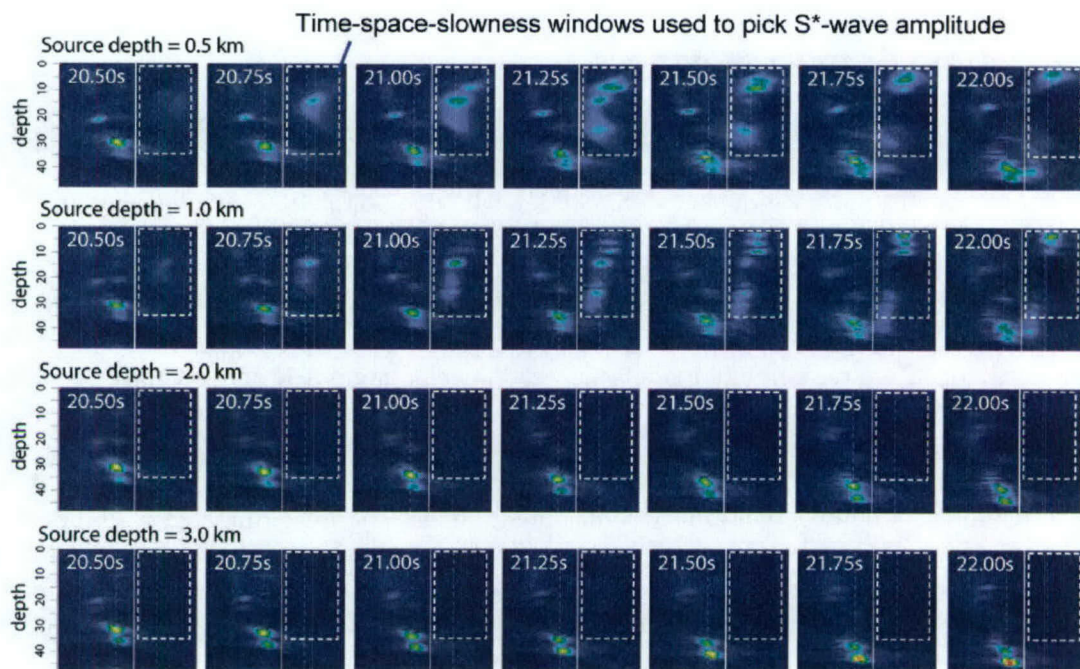 Time-space-slowness windows used to pick S*-wave amplitude
Source depth = 0.5 km
0
10
20
30
40
depth
20.50s 20.75s 21.00s 21.25s 21.50s 21.75s 22.00s
Source depth = 1.0 km
0
10
20
30
40
depth
20.50s 20.75s 21.00s 21.25s 21.50s 21.75s 22.00s
Source depth = 2.0 km
0
10
20
30
40
depth
20.50s 20.75s 21.00s 21.25s 21.50s 21.75s 22.00s
Source depth = 3.0 km
0
10
20
30
40
depth
20.50s 20.75s 21.00s 21.25s 21.50s 21.75s 22.00s